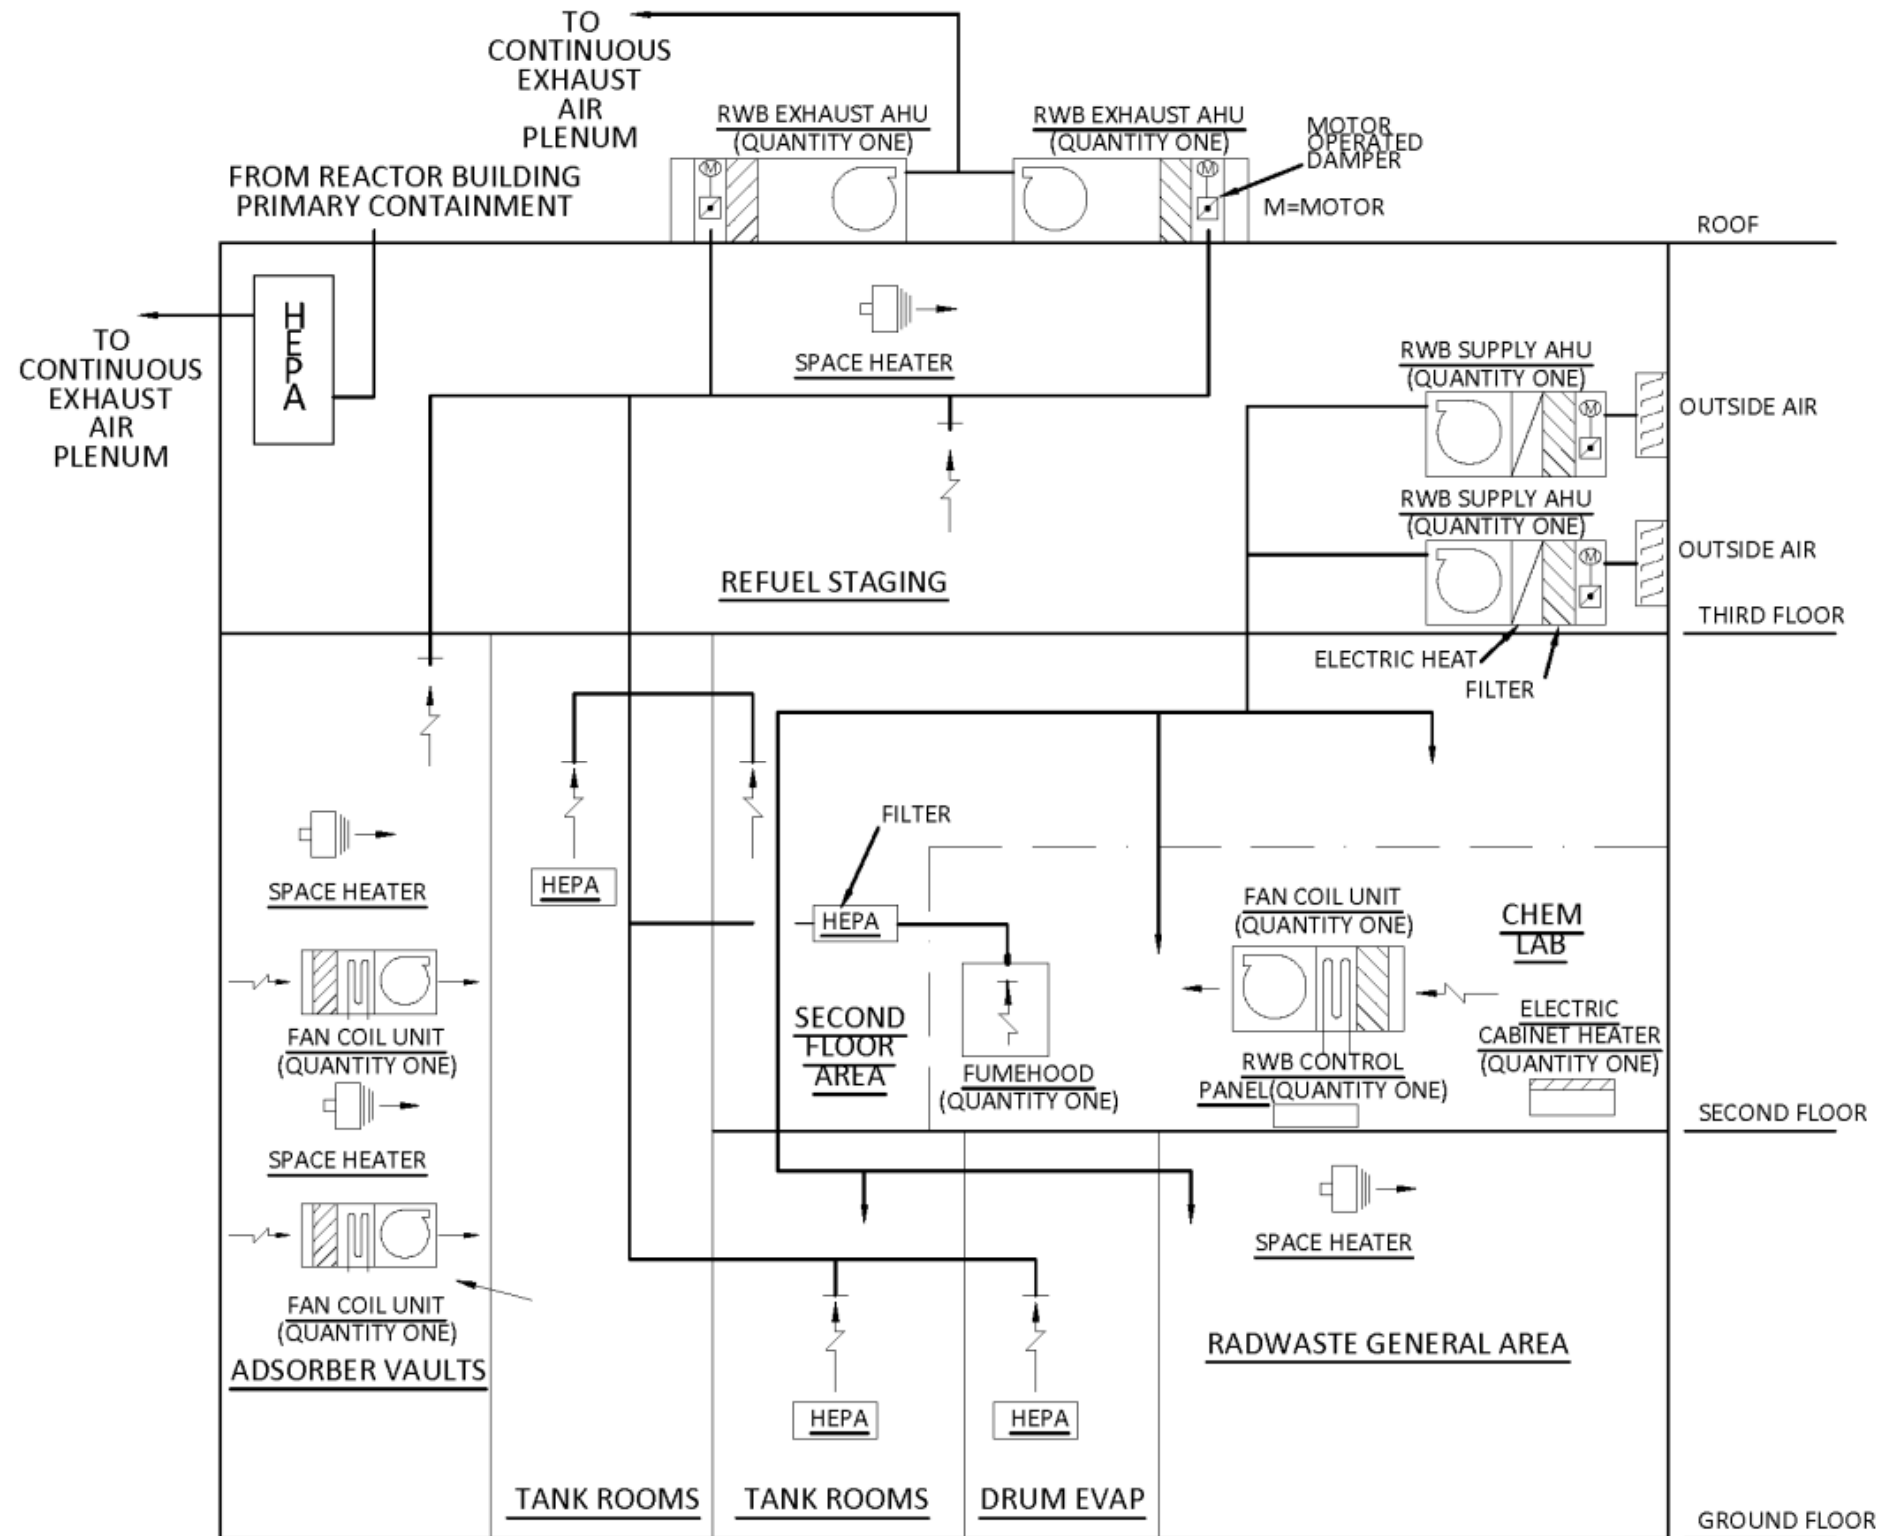 TO
CONTINUOUS
EXHAUST
AIR
PLENUM
RWB EXHAUST AHU
(QUANTITY ONE)
RWB EXHAUST AHU
(QUANTITY ONE)
MOTOR
OPERATED
DAMPER
M
M
M=MOTOR
FROM REACTOR BUILDING
PRIMARY CONTAINMENT
ROOF
HEPA
TO
CONTINUOUS
EXHAUST
AIR
PLENUM
SPACE HEATER
RWB SUPPLY AHU
(QUANTITY ONE)
M
OUTSIDE AIR
RWB SUPPLY AHU
(QUANTITY ONE)
M
OUTSIDE AIR
REFUEL STAGING
THIRD FLOOR
ELECTRIC HEAT
FILTER
FILTER
SPACE HEATER
HEPA
HEPA
FAN COIL UNIT
(QUANTITY ONE)
CHEM
LAB
SECOND
FLOOR
AREA
FAN COIL UNIT
(QUANTITY ONE)
FUMEHOOD
(QUANTITY ONE)
RWB CONTROL
PANEL(QUANTITY ONE)
ELECTRIC
CABINET HEATER
(QUANTITY ONE)
SECOND FLOOR
SPACE HEATER
SPACE HEATER
FAN COIL UNIT
(QUANTITY ONE)
ADSORBER VAULTS
RADWASTE GENERAL AREA
HEPA
HEPA
TANK ROOMS
TANK ROOMS
DRUM EVAP
GROUND FLOOR